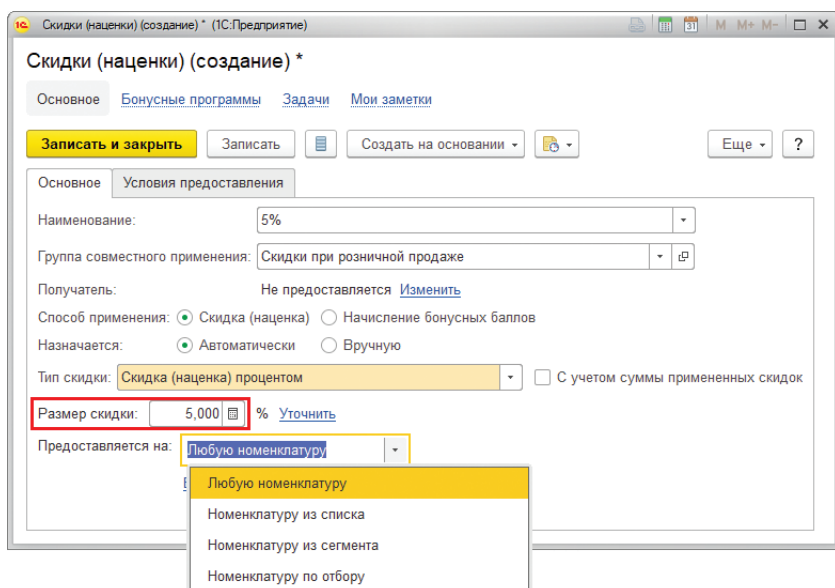 1С Скидки (наценки) (создание) * (1С:Предприятие) 31 M M+ M-
Скидки (наценки) (создание) *
Основное Бонусные программы Задачи Мои заметки
Записать и закрыть Записать Создать на основании Еще ?
Основное Условия предоставления
Наименование: 5%
Группа совместного применения: Скидки при розничной продаже
Получатель: Не предоставляется Изменить
Способ применения: Скидка (наценка) Начисление бонусных баллов
Назначается: Автоматически Вручную
Тип скидки: Скидка (наценка) процентом С учетом суммы примененных скидок
Размер скидки: 5,000 % Уточнить
Предоставляется на: Любую номенклатуру
Любую номенклатуру
Номенклатуру из списка
Номенклатуру из сегмента
Номенклатуру по отбору